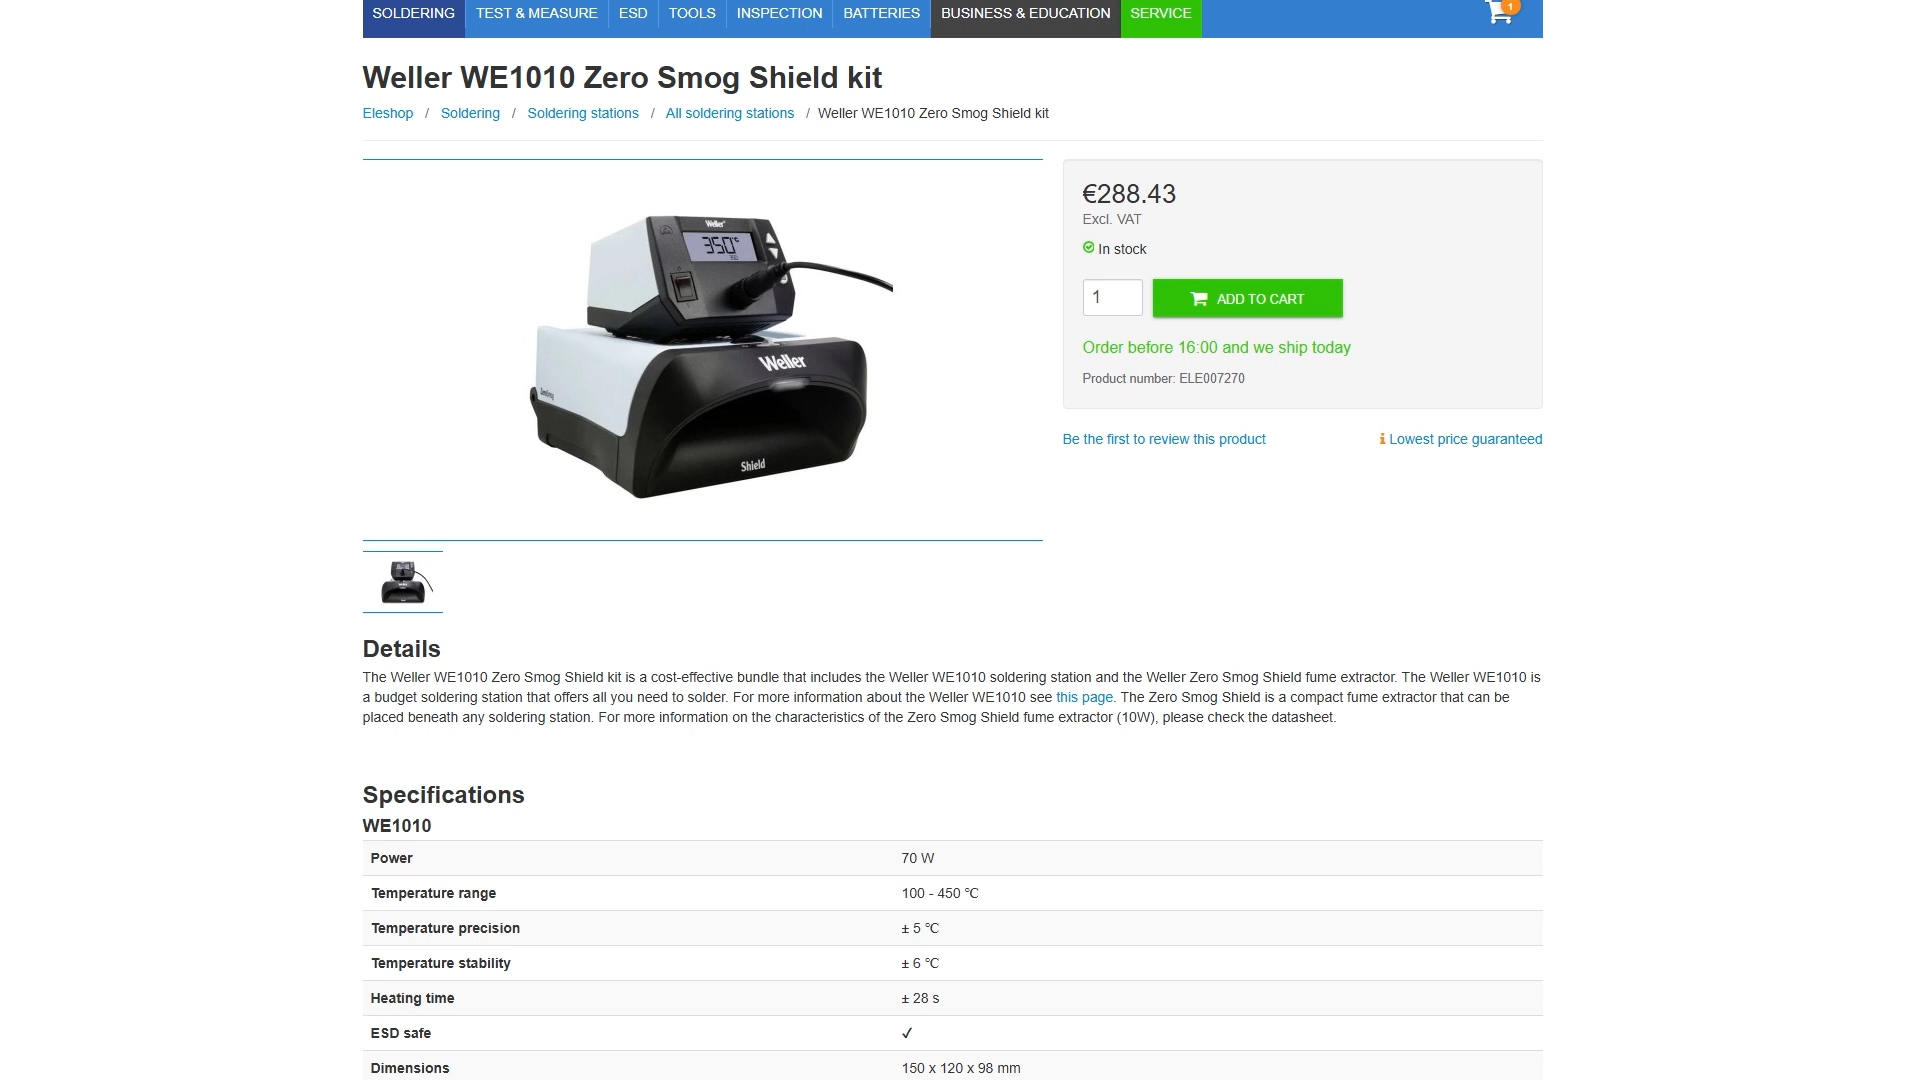 SOLDERING TEST & MEASURE ESD TOOLS INSPECTION BATTERIES BUSINESS & EDUCATION SERVICE 1
Weller WE1010 Zero Smog Shield kit
Eleshop / Soldering / Soldering stations / All soldering stations / Weller WE1010 Zero Smog Shield kit
€288.43
Excl. VAT
In stock
1 ADD TO CART
Order before 16:00 and we ship today
Product number: ELE007270
Be the first to review this product
Lowest price guaranteed
Weller
350°C
350
Weller
Shield
Details
The Weller WE1010 Zero Smog Shield kit is a cost-effective bundle that includes the Weller WE1010 soldering station and the Weller Zero Smog Shield fume extractor. The Weller WE1010 is
a budget soldering station that offers all you need to solder. For more information about the Weller WE1010 see this page. The Zero Smog Shield is a compact fume extractor that can be
placed beneath any soldering station. For more information on the characteristics of the Zero Smog Shield fume extractor (10W), please check the datasheet.
Specifications
WE1010
Power 70 W
Temperature range 100 - 450 °C
Temperature precision ± 5 °C
Temperature stability ± 6 °C
Heating time ± 28 s
ESD safe ✓
Dimensions 150 x 120 x 98 mm